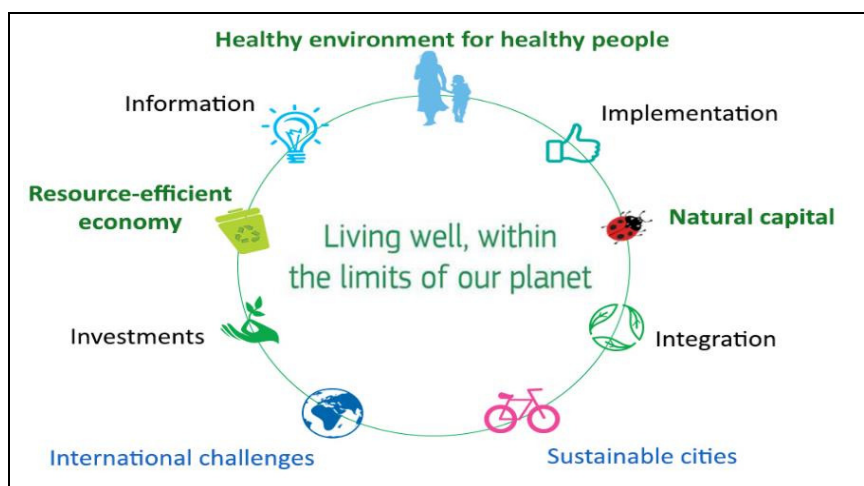 Healthy environment for healthy people
Information
Implementation
Resource-efficient
economy
Natural capital
Living well, within
the limits of our planet
Investments
Integration
International challenges
Sustainable cities